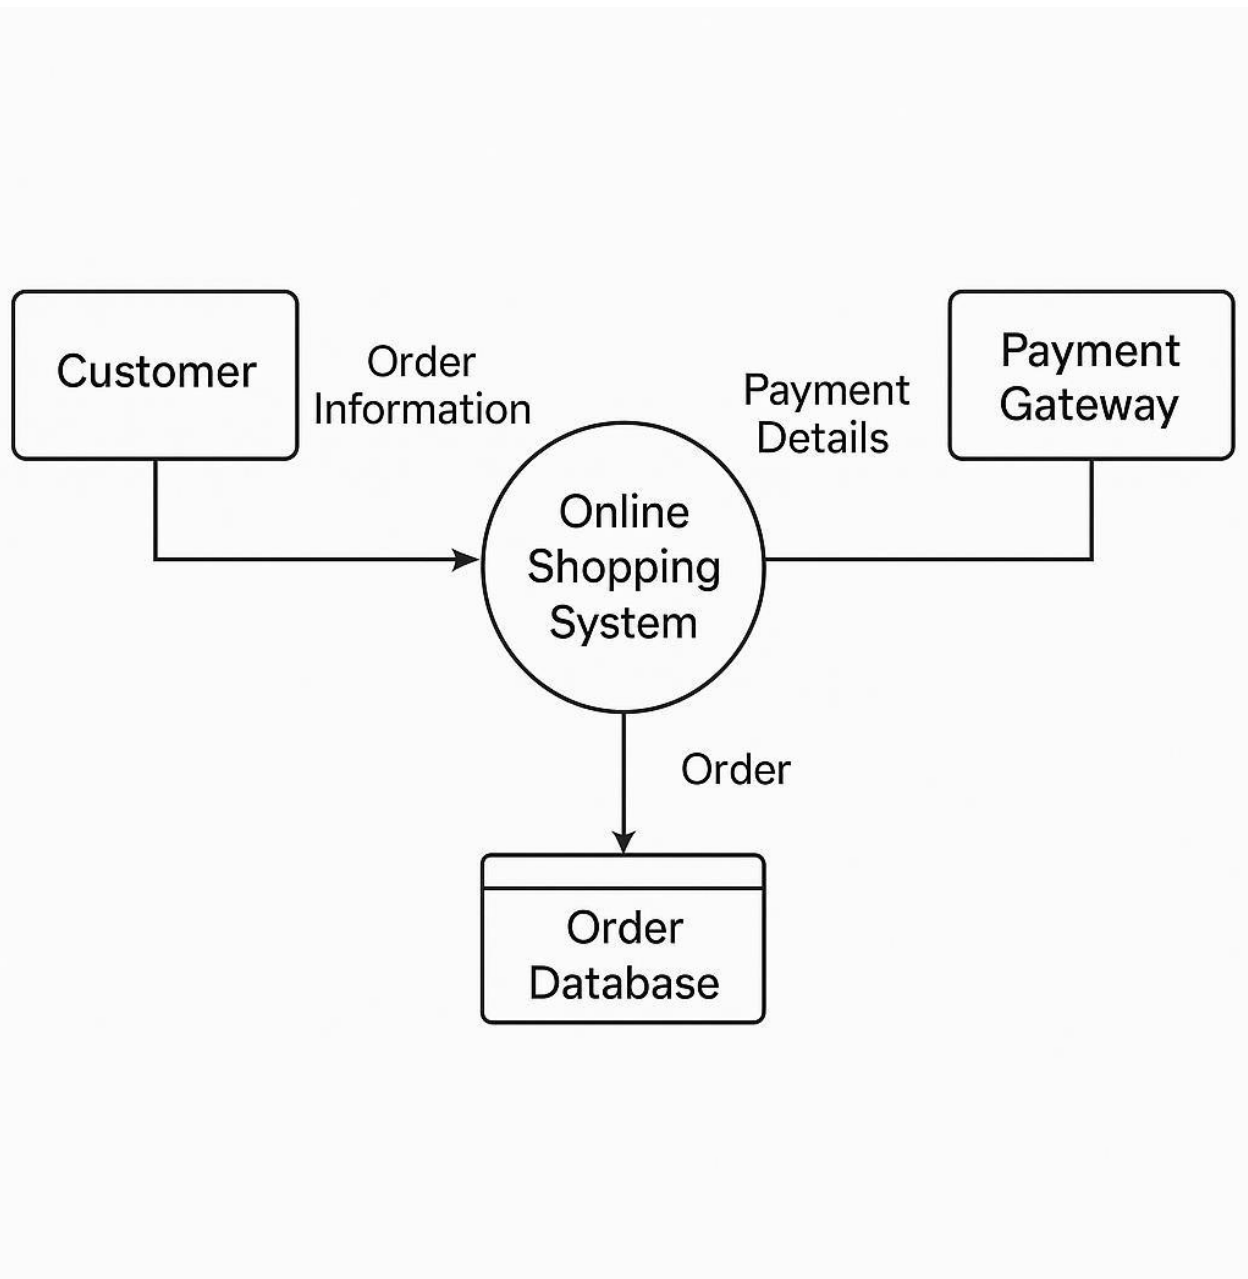 Customer
Order
Information
Payment
Details
Payment
Gateway
Online
Shopping
System
Order
Order
Database